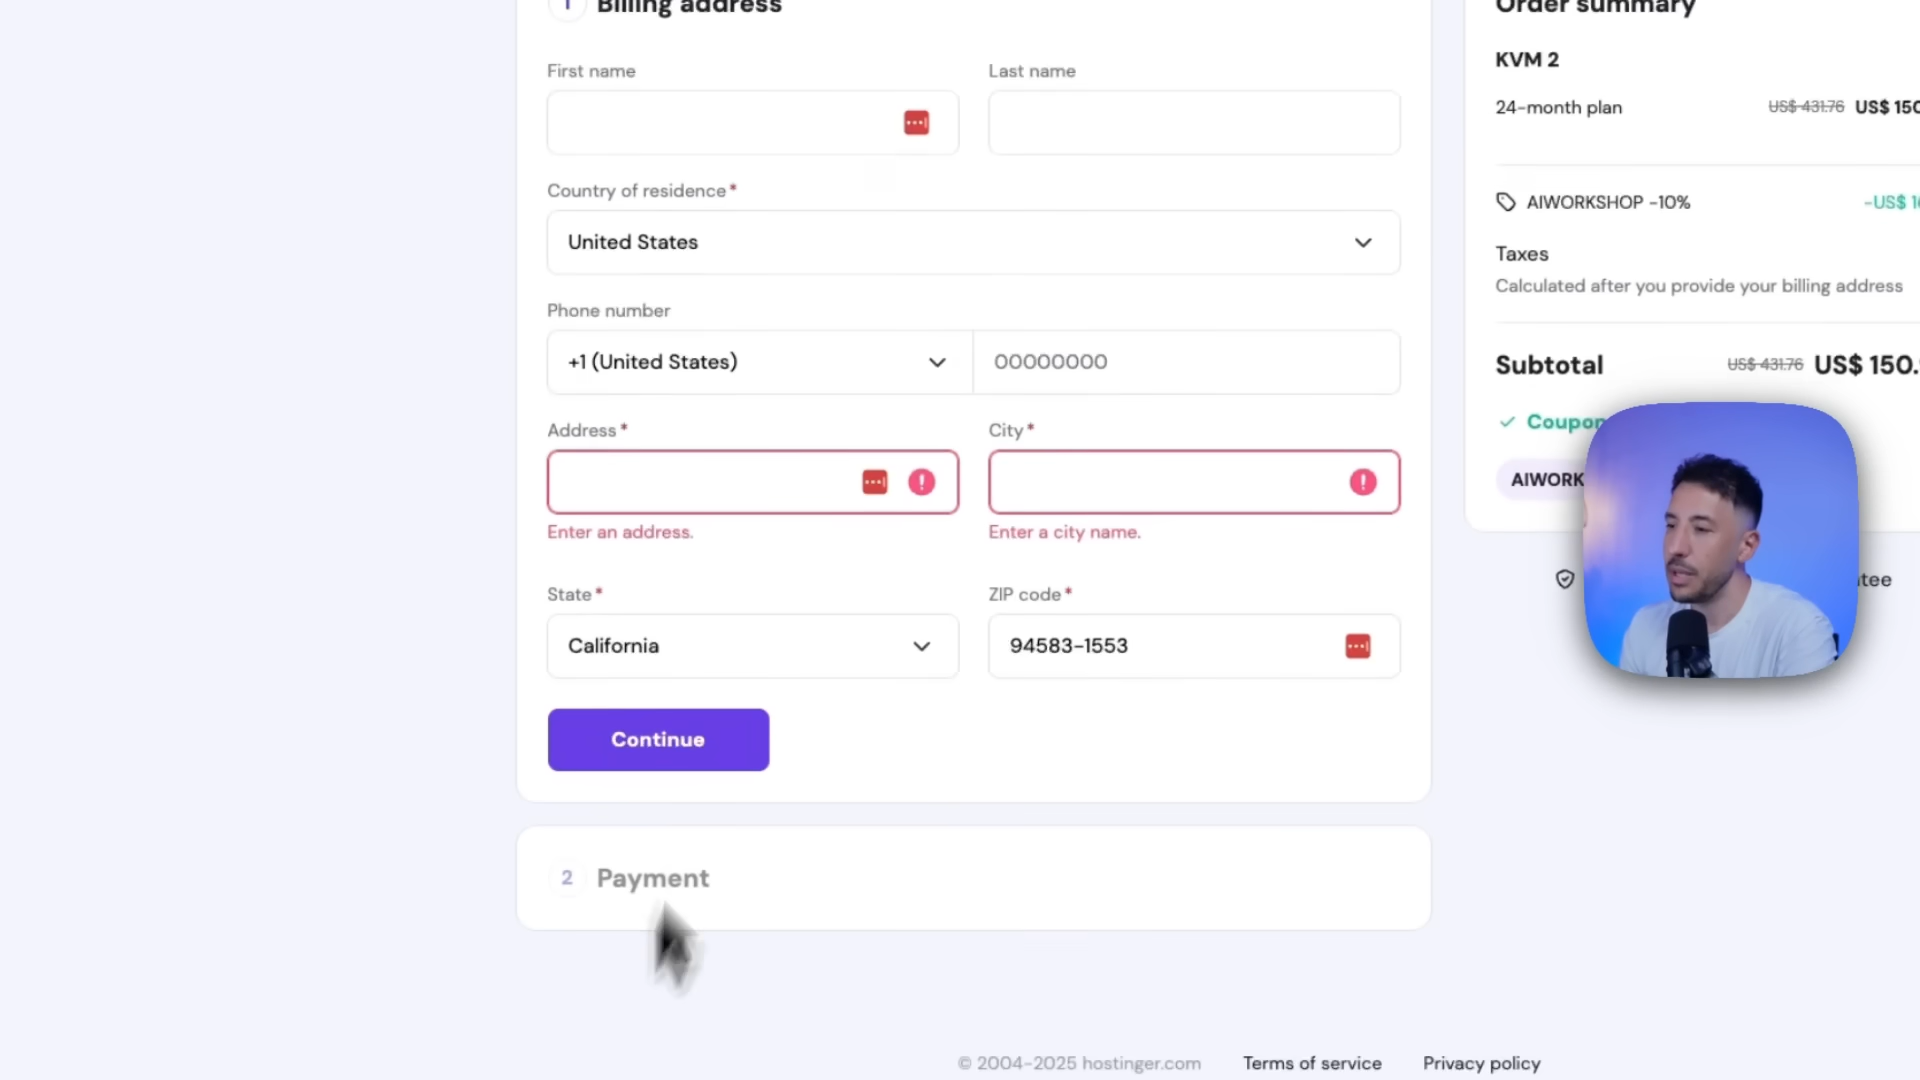 1 Billing address
First name
Last name
Country of residence*
United States
Phone number
+1 (United States)
00000000
Address*
City*
Enter an address.
Enter a city name.
State*
ZIP code*
California
94583-1553
Continue
2 Payment
Order summary
KVM 2
24-month plan US$ 431.76 US$ 150
AIWORKSHOP -10% -US$ 1
Taxes
Calculated after you provide your billing address
Subtotal US$ 431.76 US$ 150.
Coupon
AIWORK
tee
© 2004-2025 hostinger.com
Terms of service
Privacy policy